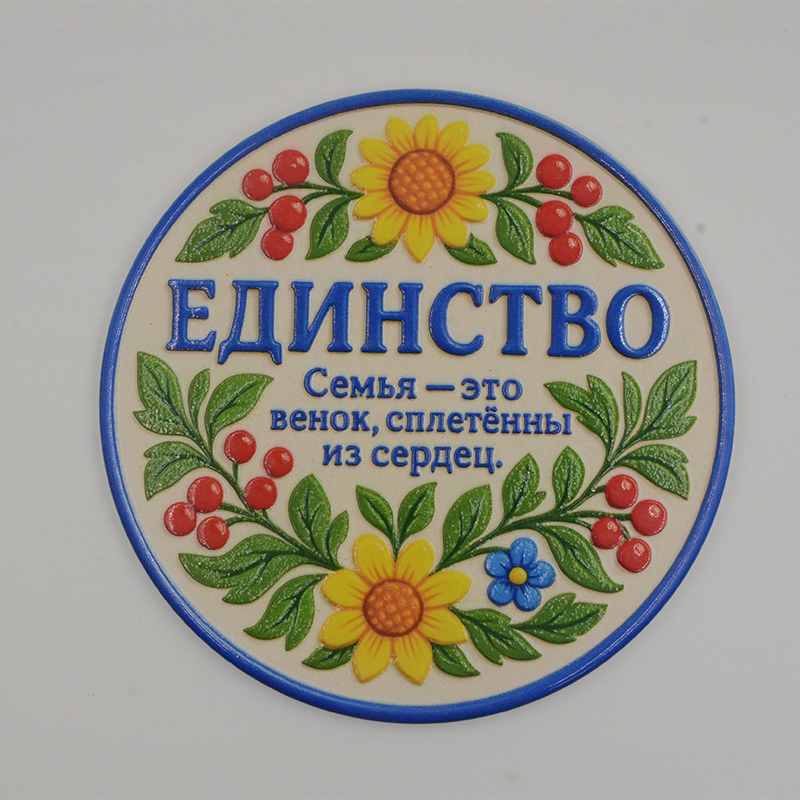 ЕДИНСТВО
Семья — это
венок, сплетённы
из сердец.